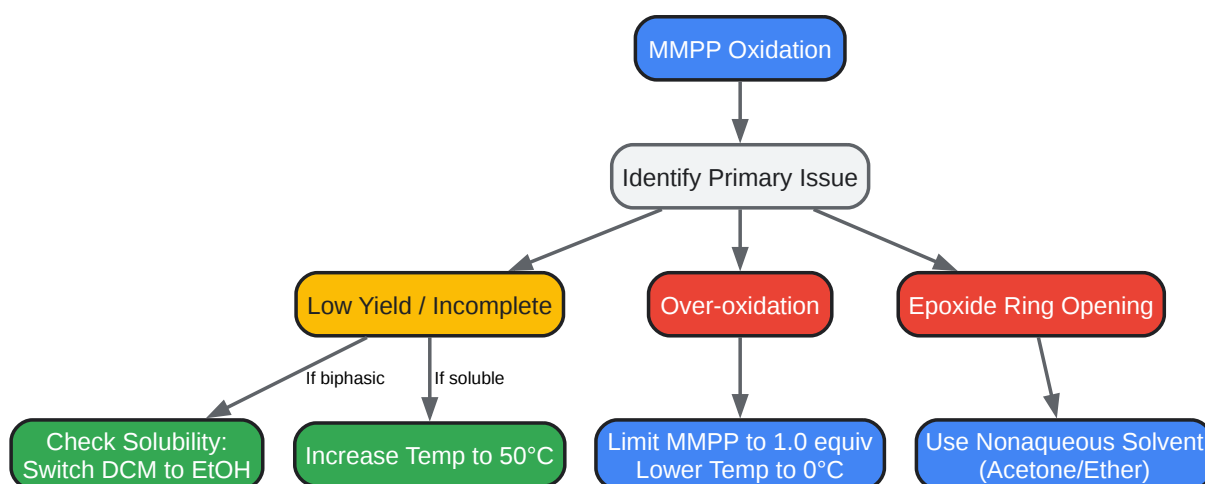 MMPP Oxidation
Identify Primary Issue
Low Yield / Incomplete
Over-oxidation
Epoxide Ring Opening
If biphasic
If soluble
Check Solubility:
Switch DCM to EtOH
Increase Temp to 50°C
Limit MMPP to 1.0 equiv
Lower Temp to 0°C
Use Nonaqueous Solvent
(Acetone/Ether)